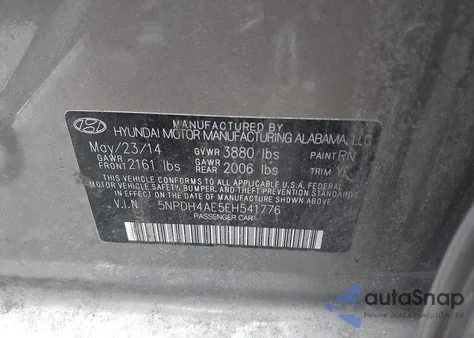 MANUFACTURED BY
HYUNDAI MOTOR MANUFACTURING ALABAMA, LLC
May/23/14 GVWR 3880 lbs PAINT RN
GAWR FRONT 2161 lbs GAWR REAR 2006 lbs TRIM YE
THIS VEHICLE CONFORMS TO ALL APPLICABLE FEDERAL
MOTOR VEHICLE SAFETY, BUMPER, AND THEFT PREVENTION STANDARDS
IN EFFECT ON THE DATE OF MANUFACTURE SHOWN ABOVE.
V.I.N. 5NPDH4AE5EH541776
PASSENGER CAR
autoSnap